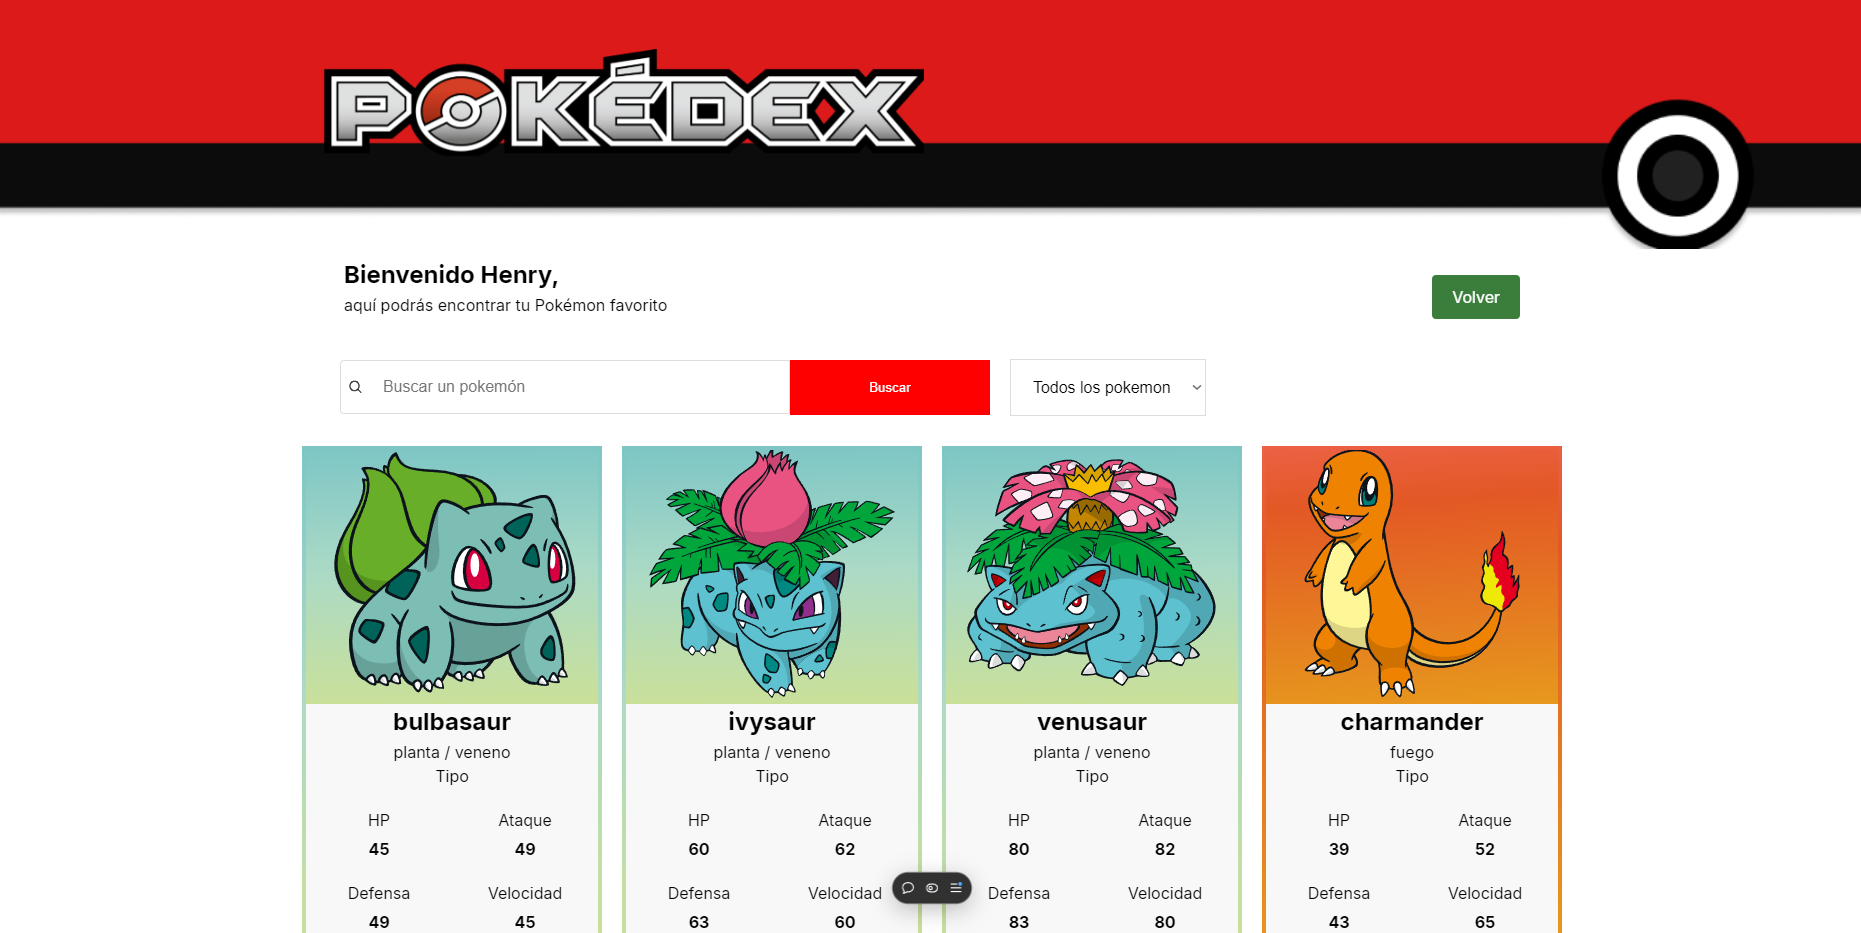 POKÉDEX
Bienvenido Henry,
aquí podrás encontrar tu Pokémon favorito
Volver
Buscar un pokemón
Buscar
Todos los pokemon
bulbasaur
planta / veneno
Tipo
HP
Ataque
45
49
Defensa
Velocidad
49
45
ivysaur
planta / veneno
Tipo
HP
Ataque
60
62
Defensa
Velocidad
63
60
venusaur
planta / veneno
Tipo
HP
Ataque
80
82
Defensa
Velocidad
83
80
charmander
fuego
Tipo
HP
Ataque
39
52
Defensa
Velocidad
43
65